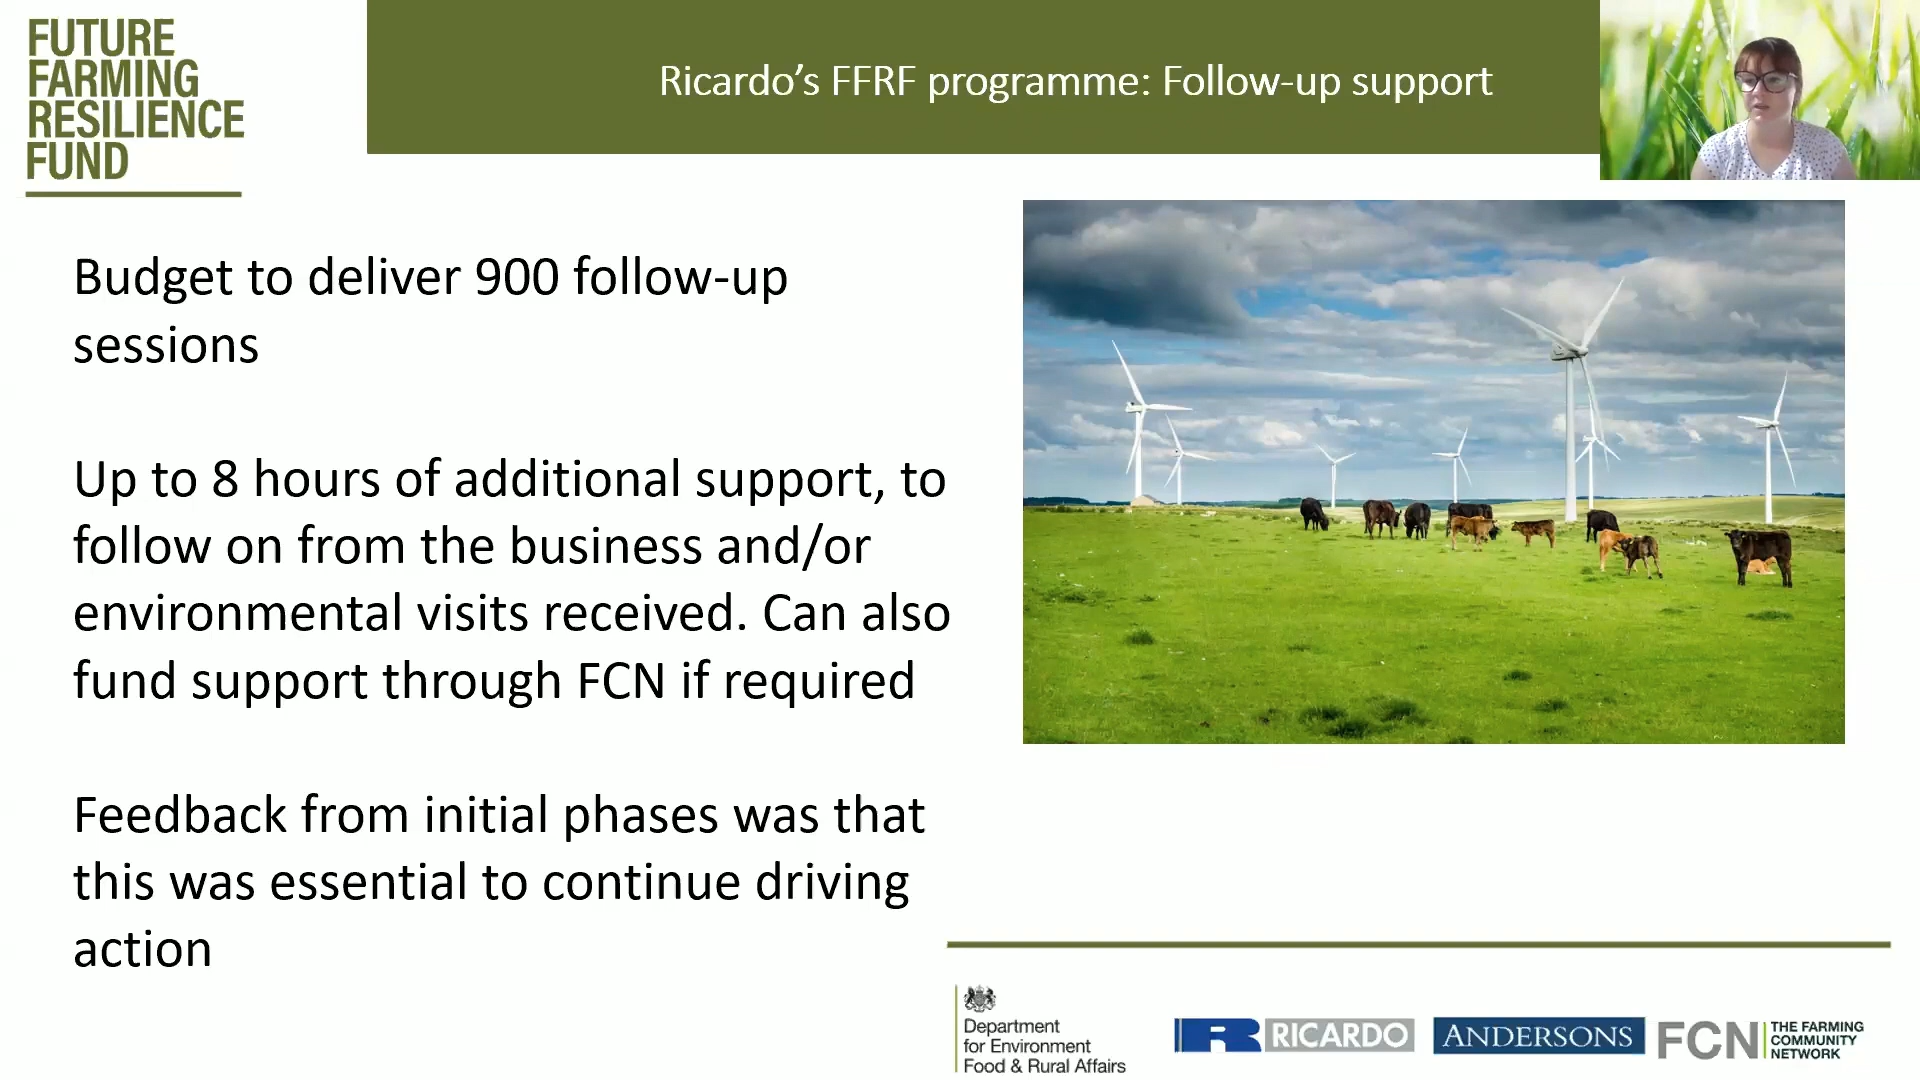 FUTURE
FARMING
RESILIENCE
FUND
Ricardo's FFRF programme: Follow-up support
Budget to deliver 900 follow-up
sessions
Up to 8 hours of additional support, to
follow on from the business and/or
environmental visits received. Can also
fund support through FCN if required
Feedback from initial phases was that
this was essential to continue driving
action
Department
for Environment
Food & Rural Affairs
RICARDO
ANDERSONS
FCN
THE FARMING
COMMUNITY
NETWORK